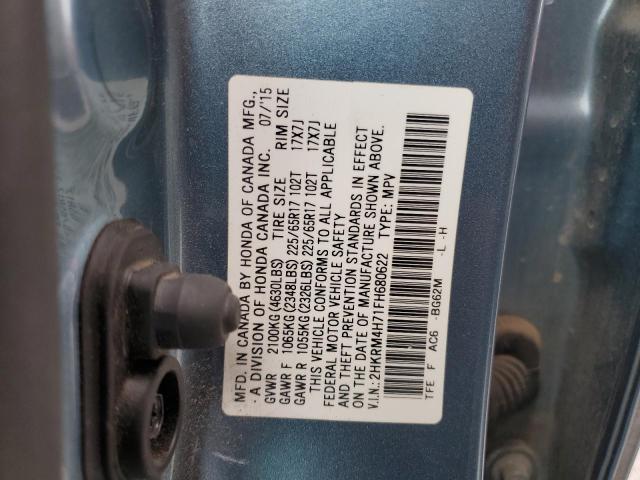 MFD. IN CANADA BY HONDA OF CANADA MFG.,
A DIVISION OF HONDA CANADA INC. 07/'15
GVWR 2100KG(4630LBS) TIRE SIZE RIM SIZE
GAWR F 1065KG(2348LBS) 225/65R17 102T 17X7J
GAWR R 1055KG(2326LBS) 225/65R17 102T 17X7J
THIS VEHICLE CONFORMS TO ALL APPLICABLE
FEDERAL MOTOR VEHICLE SAFETY
AND THEFT PREVENTION STANDARDS IN EFFECT
ON THE DATE OF MANUFACTURE SHOWN ABOVE.
V.I.N.:2HKRM4H71FH680622 TYPE: MPV
TFE F AC6 -BG62M -L -H